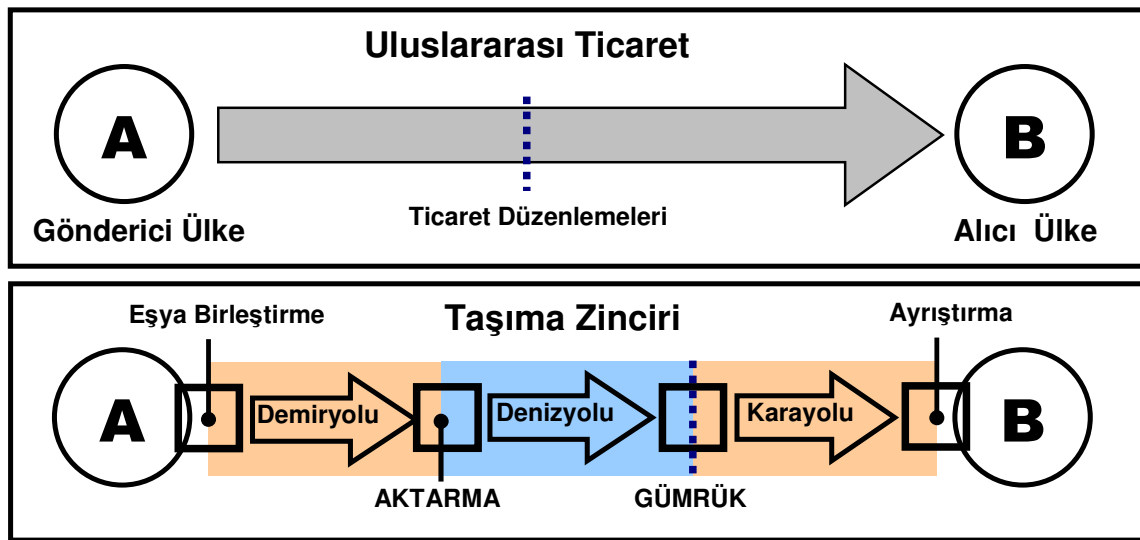 Uluslararası Ticaret
A
B
Gönderici Ülke
Ticaret Düzenlemeleri
Alıcı Ülke
Eşya Birleştirme
Taşıma Zinciri
Ayrıştırma
A
Demiryolu
Denizyolu
Karayolu
B
AKTARMA
GÜMRÜK